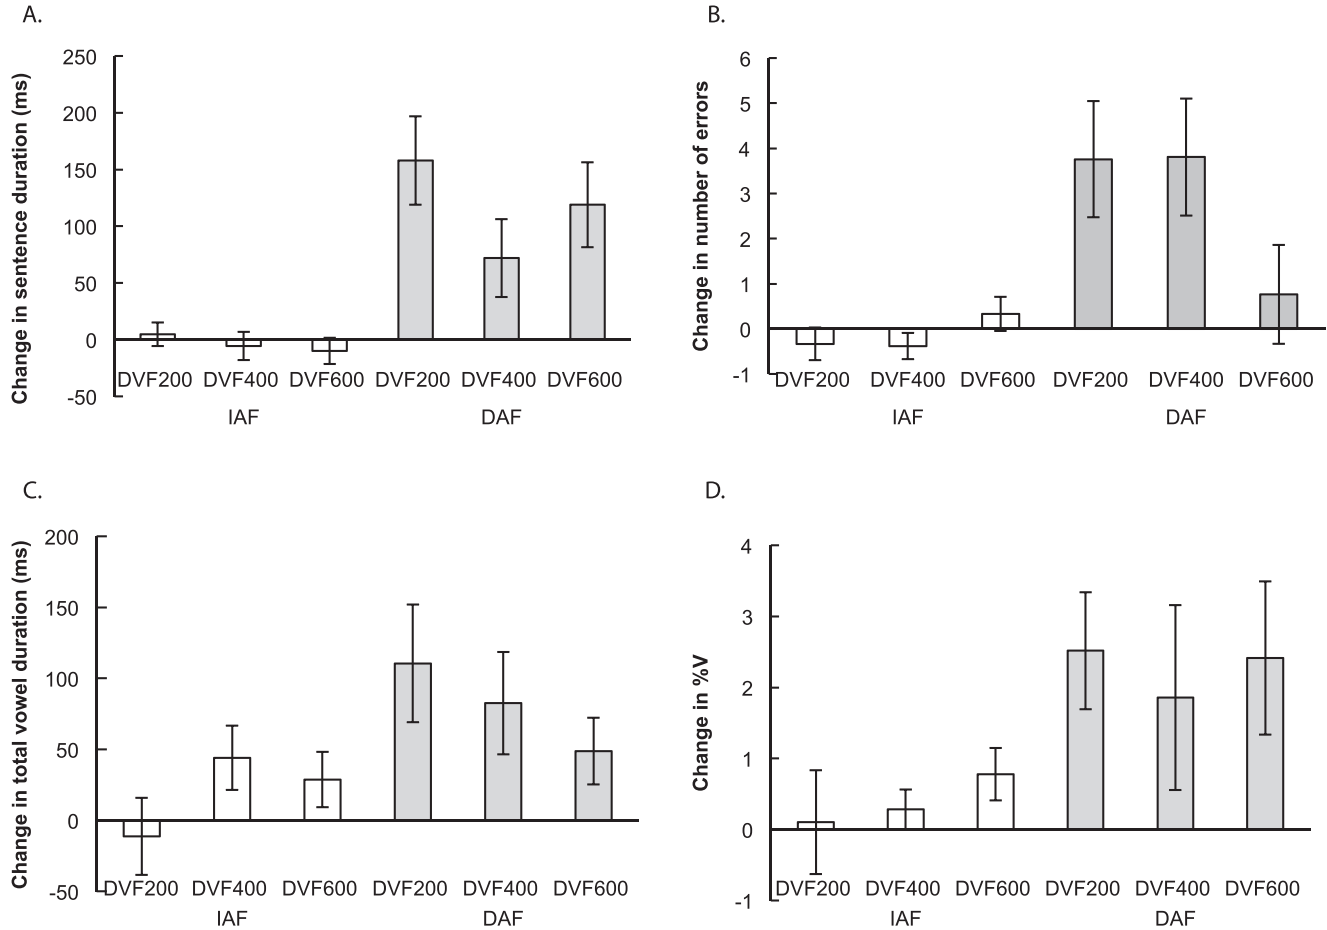 A.
Change in sentence duration (ms)
250
200
150
100
50
0
-50
DVF200 DVF400 DVF600 DVF200 DVF400 DVF600
IAF DAF
B.
Change in number of errors
6
5
4
3
2
1
0
-1
DVF200 DVF400 DVF600 DVF200 DVF400 DVF600
IAF DAF
C.
Change in total vowel duration (ms)
200
150
100
50
0
-50
DVF200 DVF400 DVF600 DVF200 DVF400 DVF600
IAF DAF
D.
Change in %V
4
3
2
1
0
-1
DVF200 DVF400 DVF600 DVF200 DVF400 DVF600
IAF DAF